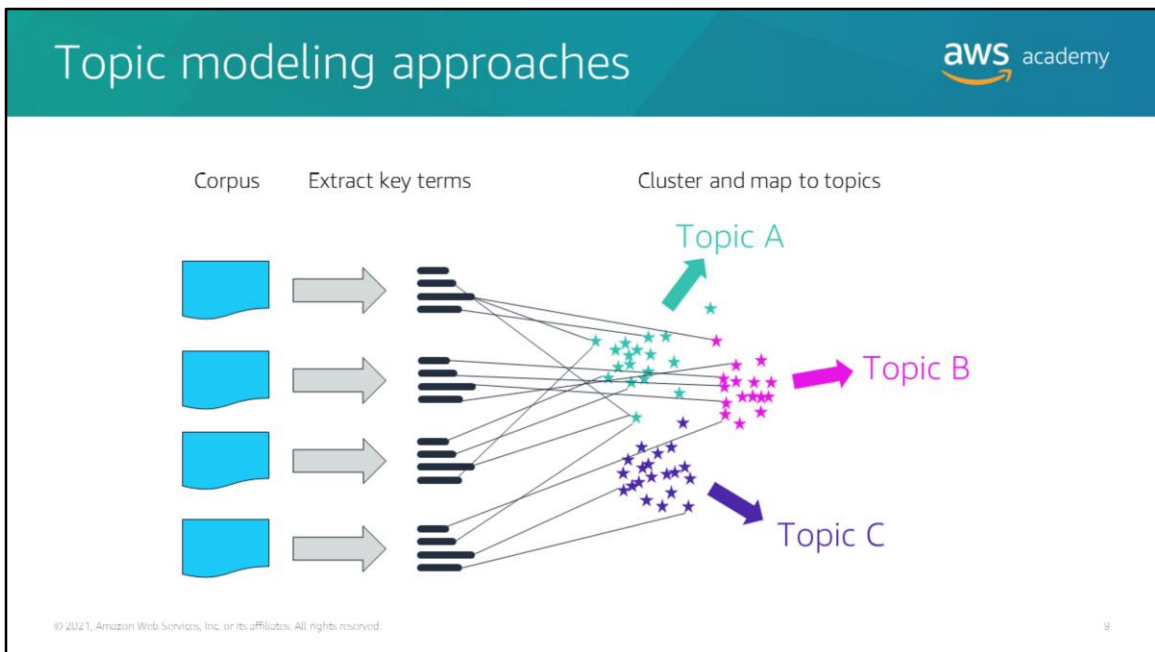 Topic modeling approaches
aws academy
Corpus
Extract key terms
Cluster and map to topics
Topic A
Topic B
Topic C
© 2021, Amazon Web Services, Inc. or its affiliates. All rights reserved.
9